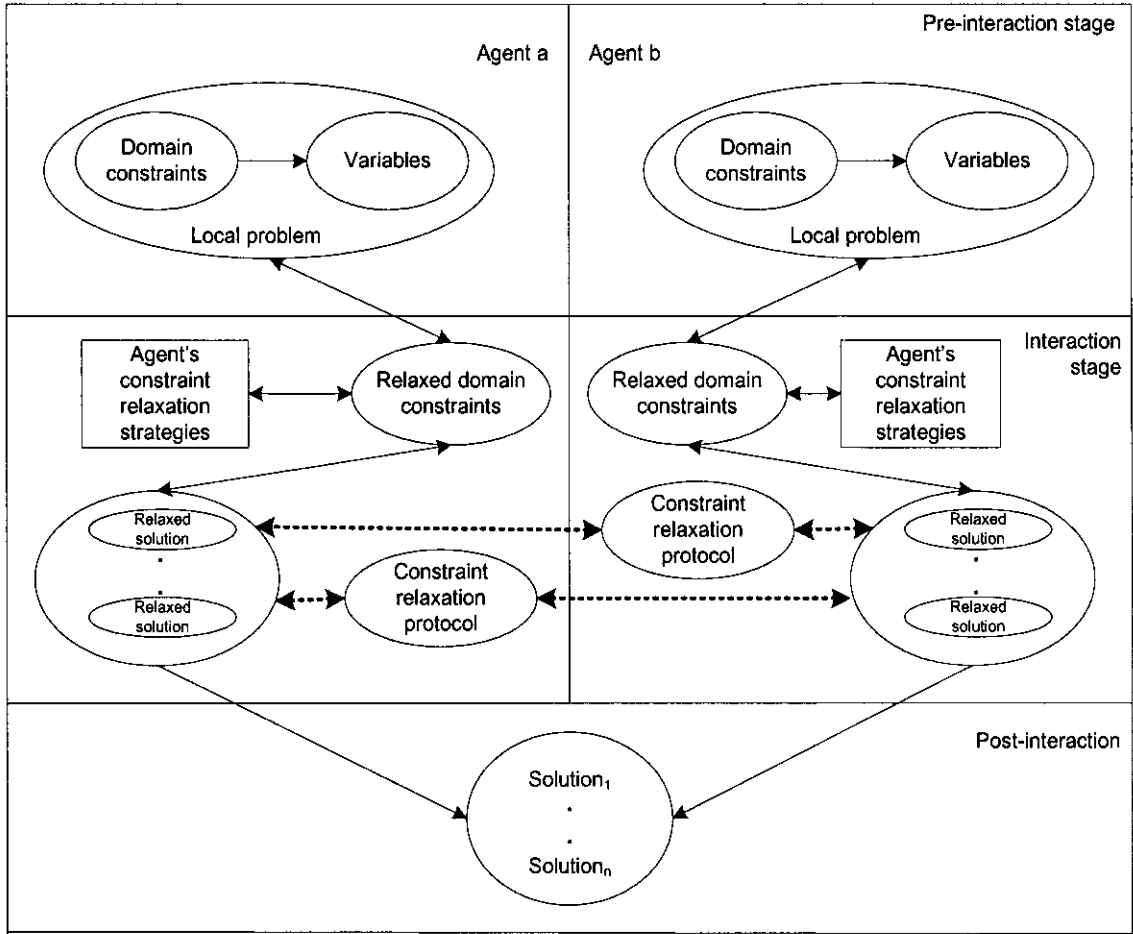 Pre-interaction stage
Agent a
Agent b
Domain
constraints
Variables
Local problem
Domain
constraints
Variables
Local problem
Interaction
stage
Agent's
constraint
relaxation
strategies
Relaxed domain
constraints
Relaxed domain
constraints
Agent's
constraint
relaxation
strategies
Relaxed
solution
.
.
Relaxed
solution
Constraint
relaxation
protocol
Constraint
relaxation
protocol
Relaxed
solution
.
.
Relaxed
solution
Post-interaction
Solution₁
.
.
Solutionₙ